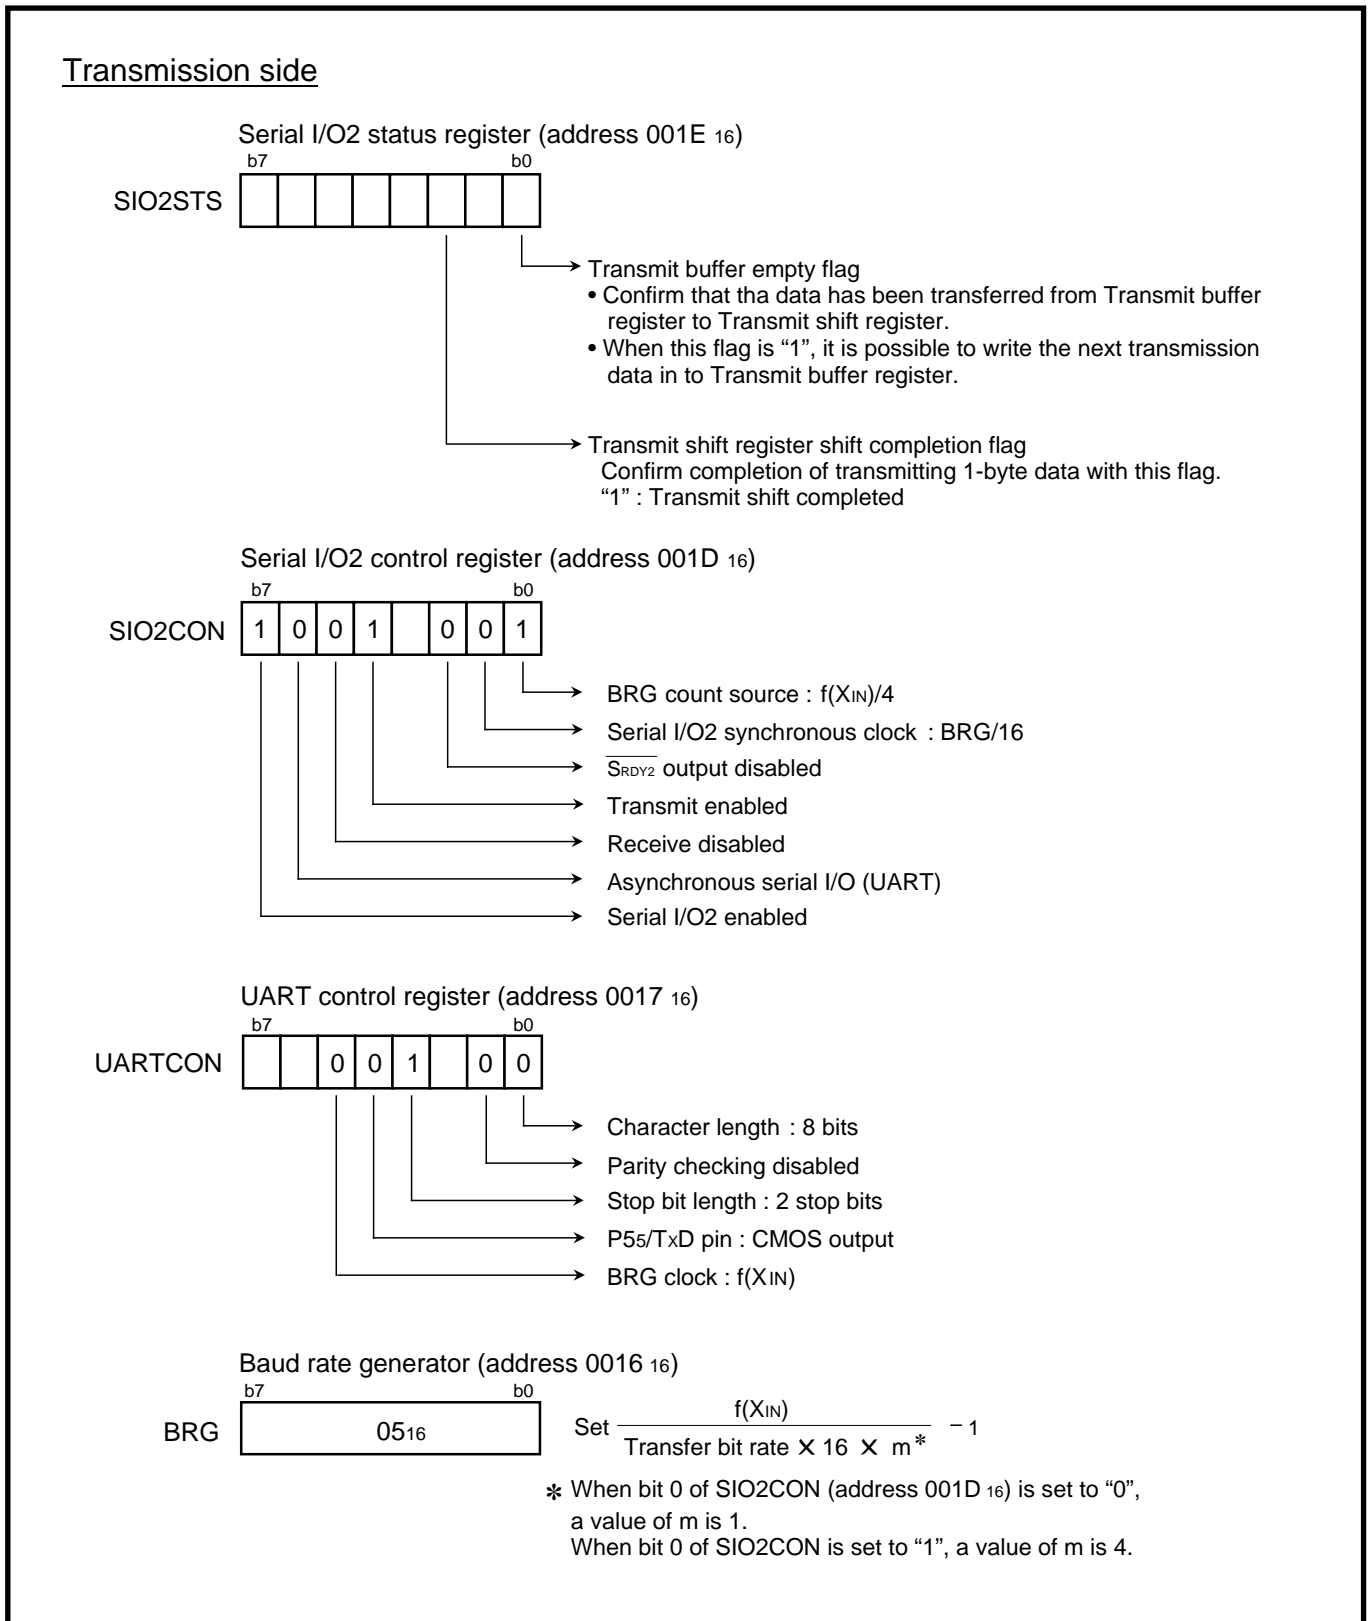 Transmission side
Serial I/O2 status register (address 001E 16)
b7 b0
SIO2STS
Transmit buffer empty flag
• Confirm that tha data has been transferred from Transmit buffer
register to Transmit shift register.
• When this flag is “1”, it is possible to write the next transmission
data in to Transmit buffer register.
Transmit shift register shift completion flag
Confirm completion of transmitting 1-byte data with this flag.
“1” : Transmit shift completed
Serial I/O2 control register (address 001D 16)
b7 b0
SIO2CON 1 0 0 1 0 0 1
BRG count source : f(XIN)/4
Serial I/O2 synchronous clock : BRG/16
SRDY2 output disabled
Transmit enabled
Receive disabled
Asynchronous serial I/O (UART)
Serial I/O2 enabled
UART control register (address 0017 16)
b7 b0
UARTCON 0 0 1 0 0
Character length : 8 bits
Parity checking disabled
Stop bit length : 2 stop bits
P55/TxD pin : CMOS output
BRG clock : f(XIN)
Baud rate generator (address 0016 16)
b7 b0
BRG 0516
Set f(XIN) / Transfer bit rate × 16 × m* − 1
* When bit 0 of SIO2CON (address 001D 16) is set to “0”,
a value of m is 1.
When bit 0 of SIO2CON is set to “1”, a value of m is 4.